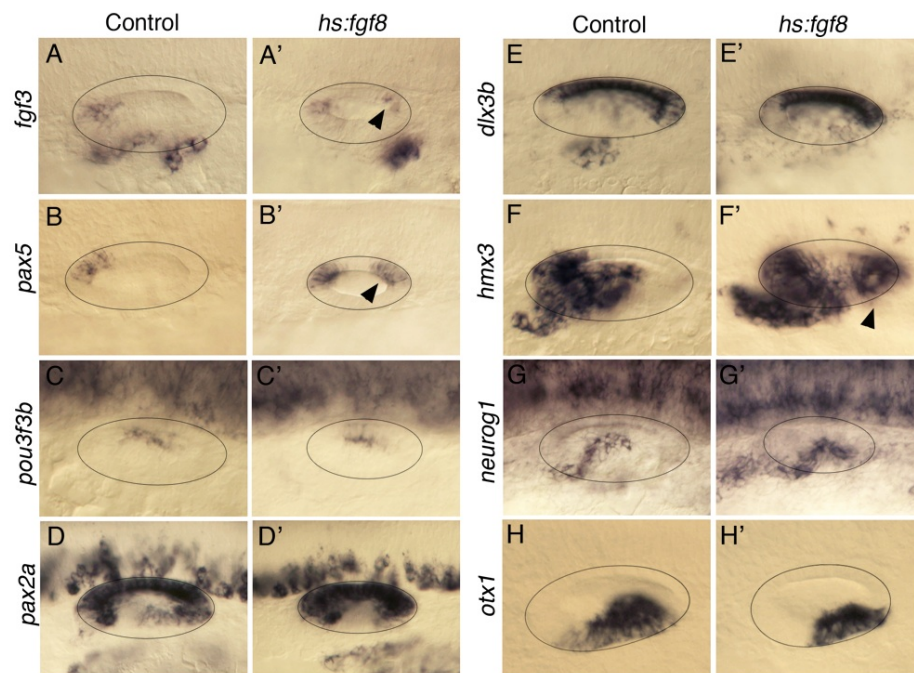 Control hs:fgf8 Control hs:fgf8
A A' E E'
fgf3 dlx3b
B B' F F'
pax5 hmx3
C C' G G'
pou3f3b neurog1
D D' H H'
pax2a otx1